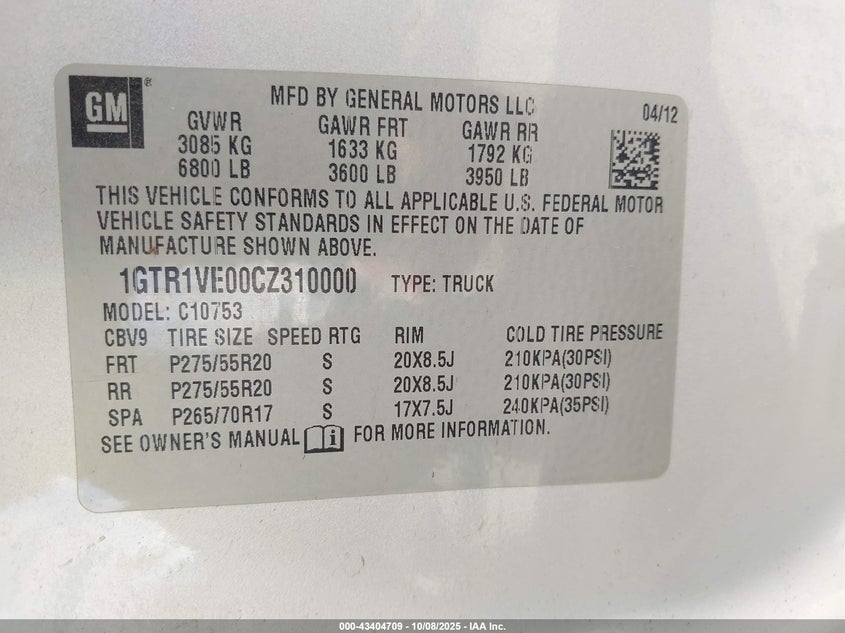 GM ®
MFD BY GENERAL MOTORS LLC
04/12
GVWR GAWR FRT GAWR RR
3085 KG 1633 KG 1792 KG
6800 LB 3600 LB 3950 LB
THIS VEHICLE CONFORMS TO ALL APPLICABLE U.S. FEDERAL MOTOR
VEHICLE SAFETY STANDARDS IN EFFECT ON THE DATE OF
MANUFACTURE SHOWN ABOVE.
1GTR1VE00CZ310000 TYPE: TRUCK
MODEL: C10753
CBV9 TIRE SIZE SPEED RTG RIM COLD TIRE PRESSURE
FRT P275/55R20 S 20X8.5J 210KPA(30PSI)
RR P275/55R20 S 20X8.5J 210KPA(30PSI)
SPA P265/70R17 S 17X7.5J 240KPA(35PSI)
SEE OWNER'S MANUAL i FOR MORE INFORMATION.
000-43404709 - 10/08/2025 - IAA Inc.